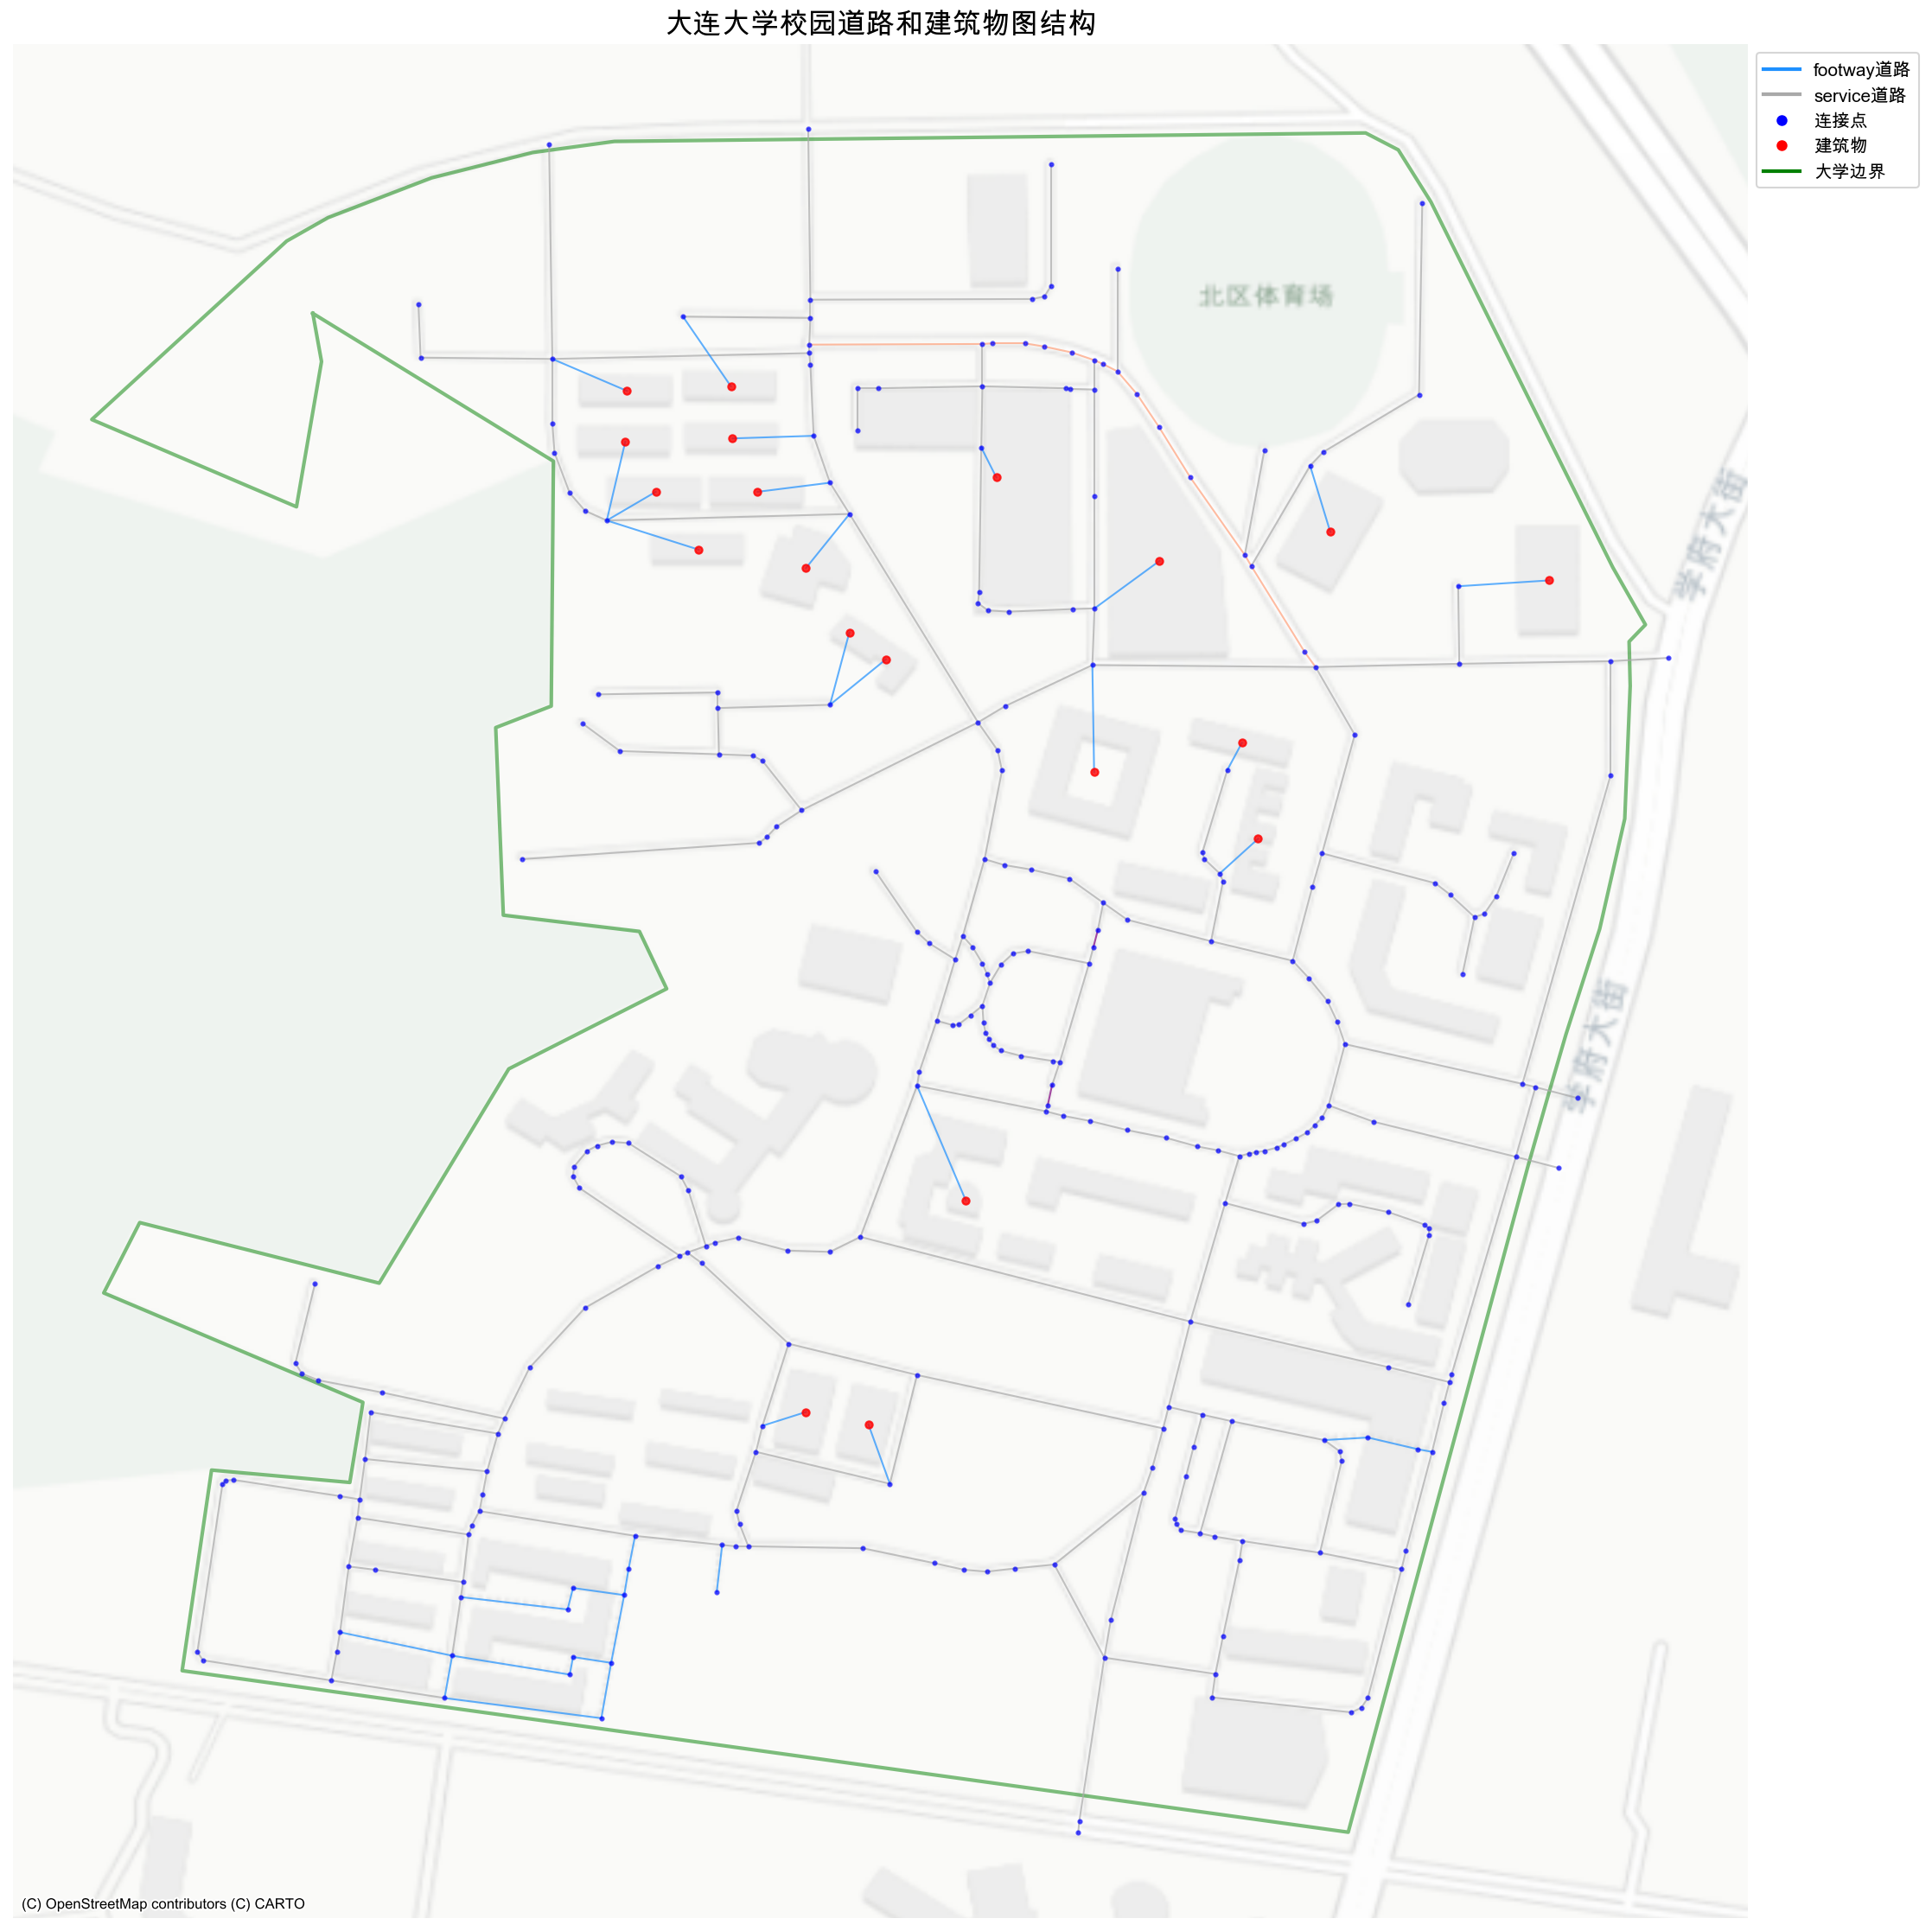 大连大学校园道路和建筑物图结构
footway道路
service道路
连接点
建筑物
大学边界
北区体育场
学府大街
学府大街
(C) OpenStreetMap contributors (C) CARTO